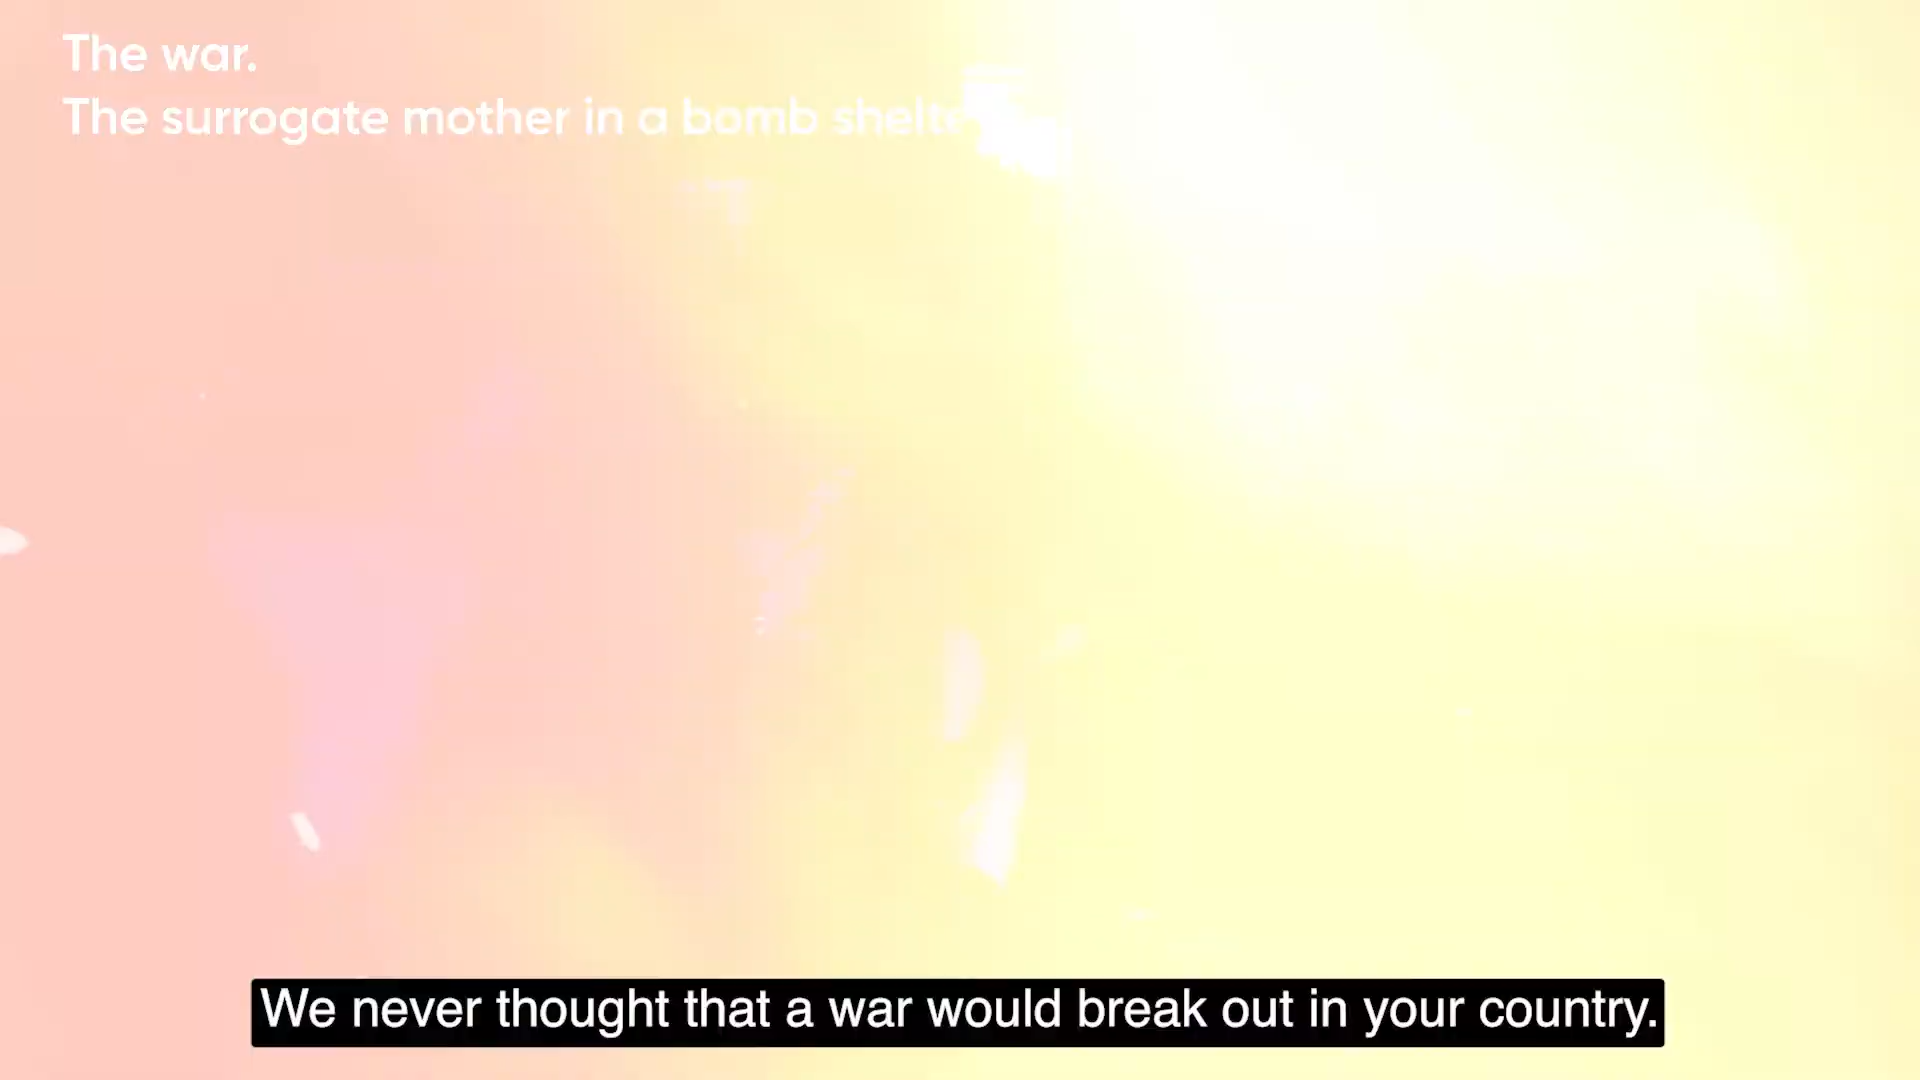 The war.
The surrogate mother in a bomb
We never thought that a war would break out in your country.